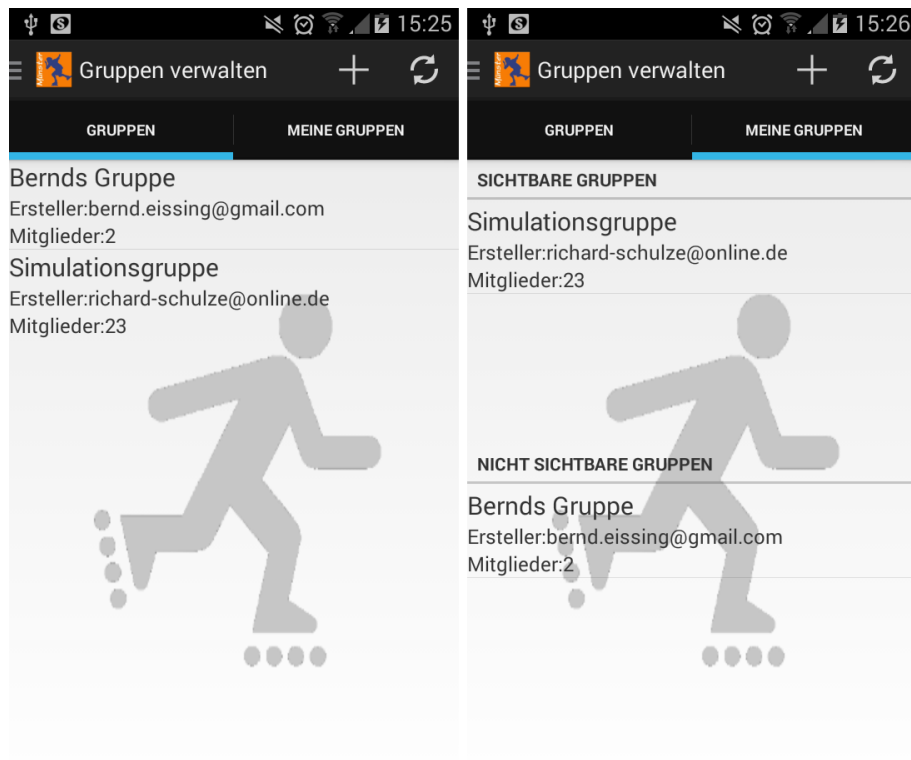 15:25
Gruppen verwalten
GRUPPEN
MEINE GRUPPEN
Bernds Gruppe
Ersteller:bernd.eissing@gmail.com
Mitglieder:2
Simulationsgruppe
Ersteller:richard-schulze@online.de
Mitglieder:23
15:26
Gruppen verwalten
GRUPPEN
MEINE GRUPPEN
SICHTBARE GRUPPEN
Simulationsgruppe
Ersteller:richard-schulze@online.de
Mitglieder:23
NICHT SICHTBARE GRUPPEN
Bernds Gruppe
Ersteller:bernd.eissing@gmail.com
Mitglieder:2